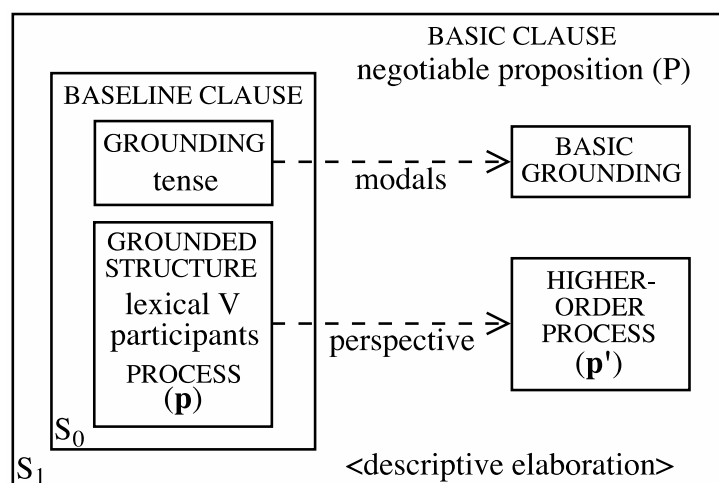 BASIC CLAUSE
negotiable proposition (P)
BASELINE CLAUSE
GROUNDING
tense
modals
BASIC
GROUNDING
GROUNDED
STRUCTURE
lexical V
participants
PROCESS
(p)
perspective
HIGHER-
ORDER
PROCESS
(p')
S0
<descriptive elaboration>
S1